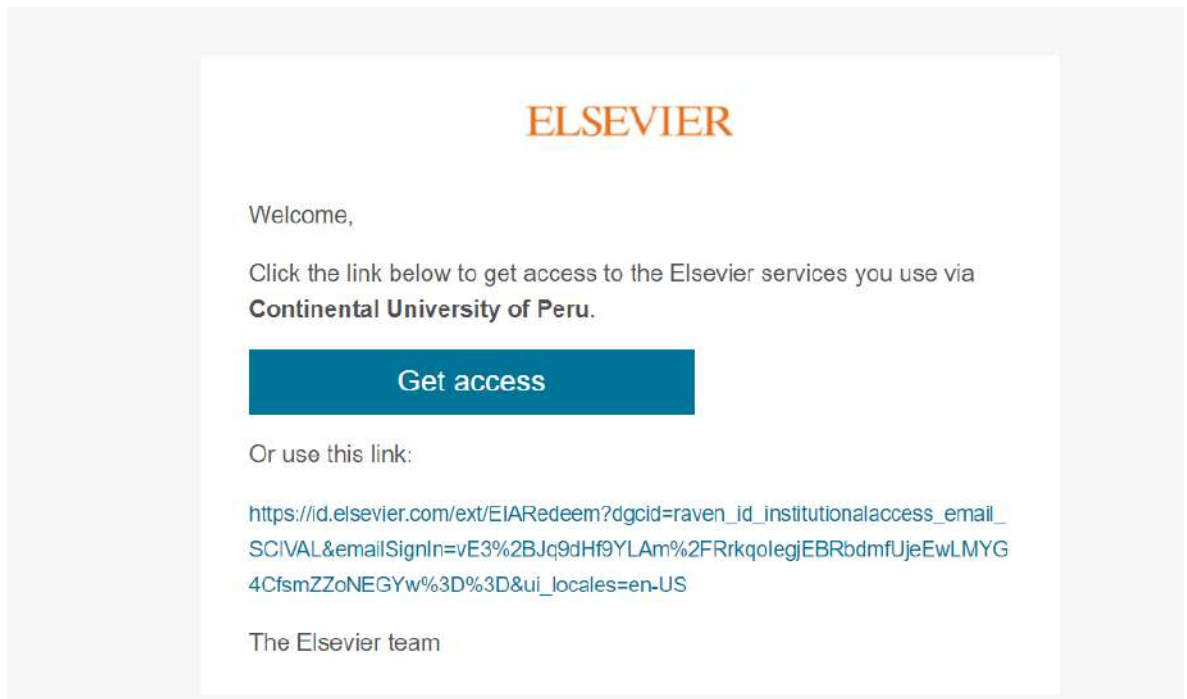 ELSEVIER
Welcome,
Click the link below to get access to the Elsevier services you use via
Continental University of Peru.
Get access
Or use this link:
https://id.elsevier.com/ext/EIARedeem?dgcid=raven_id_institutionalaccess_email_
SCIVAL&emailSignIn=vE3%2BJq9dHf9YLAm%2FRrkqolegjEBRbdmfUjeEwLMYG
4CfsmZZoNEGYw%3D%3D&ui_locales=en-US
The Elsevier team